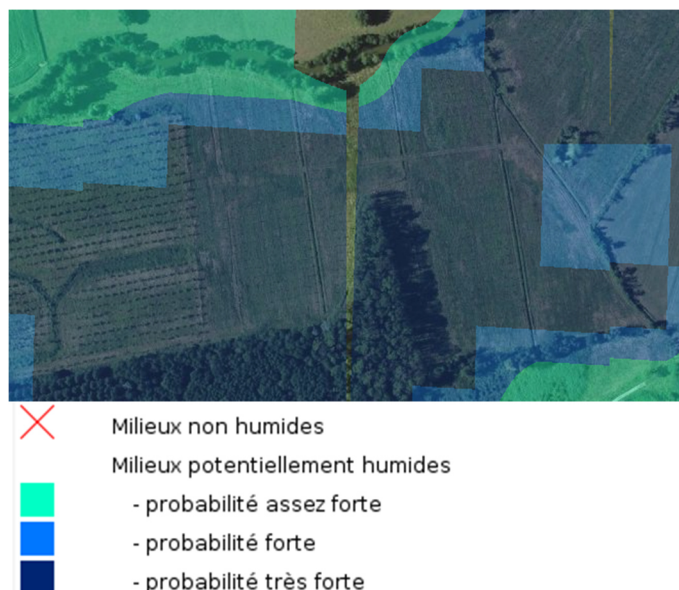 Milieux non humides
Milieux potentiellement humides
- probabilité assez forte
- probabilité forte
- probabilité très forte